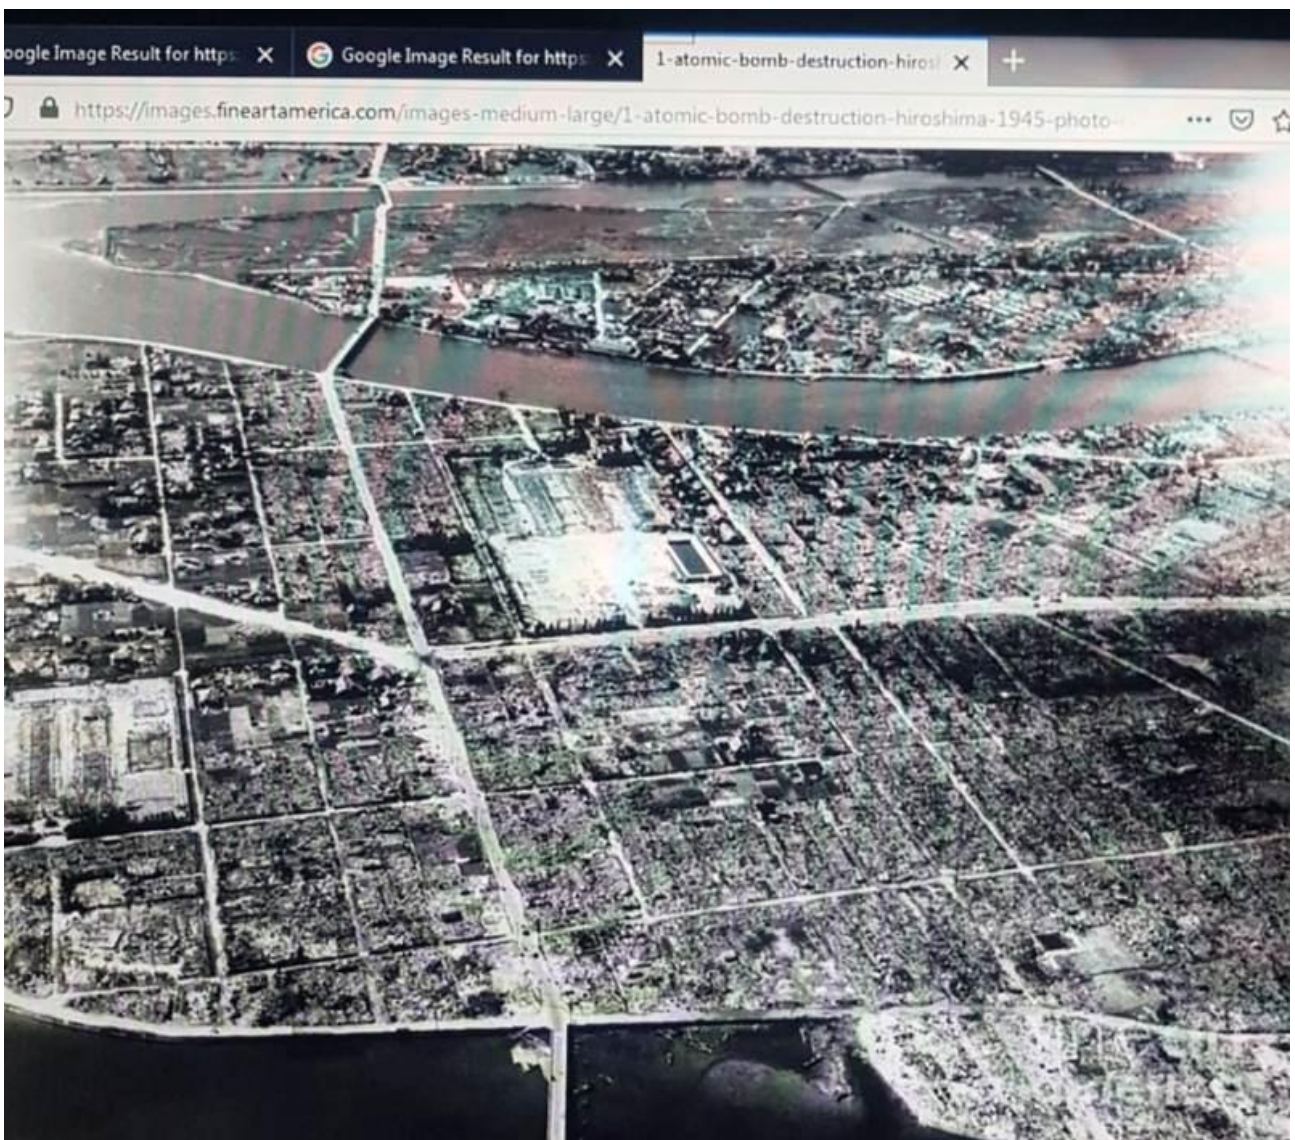 oogle Image Result for https:
Google Image Result for https:
1-atomic-bomb-destruction-hiros
https://images.fineartamerica.com/images-medium-large/1-atomic-bomb-destruction-hiroshima-1945-photo-